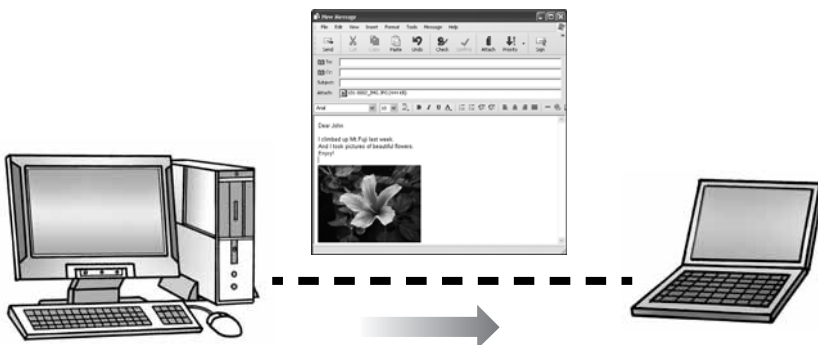 New Message
File Edit View Insert Format Tools Message Help
Send Cut Copy Paste Undo Check Spelling Attach Priority Sign
To:
Cc:
Subject:
Attach:
Arial 10 B I U A
Dear John
I climbed up Mt.Fuji last week.
And I took pictures of beautiful flowers.
Enjoy!